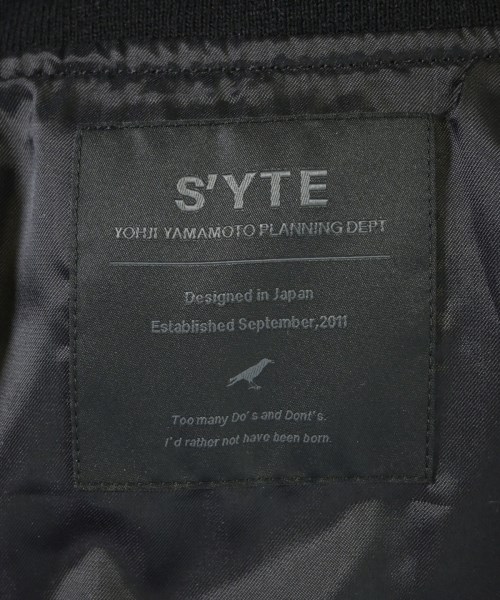 S'YTE
YOHJI YAMAMOTO PLANNING DEPT
Designed in Japan
Established September,2011
Too many Do's and Dont's.
I'd rather not have been born.